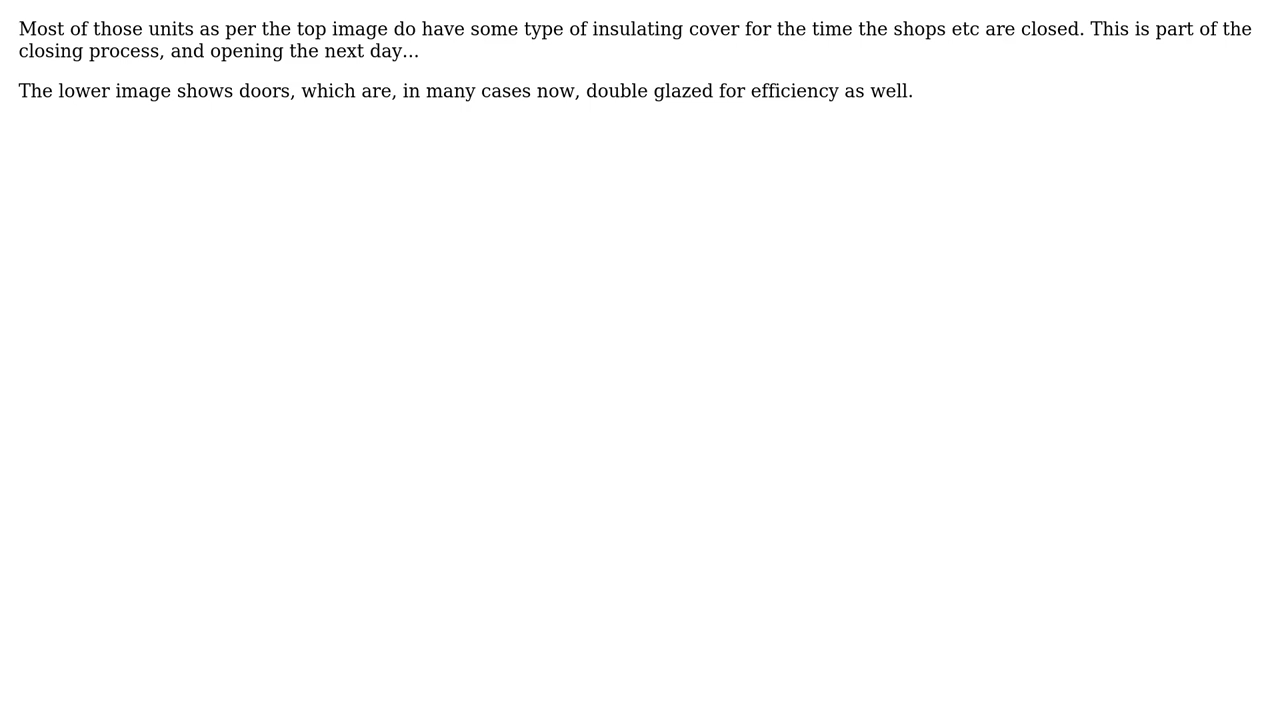 Most of those units as per the top image do have some type of insulating cover for the time the shops etc are closed. This is part of the
closing process, and opening the next day...
The lower image shows doors, which are, in many cases now, double glazed for efficiency as well.